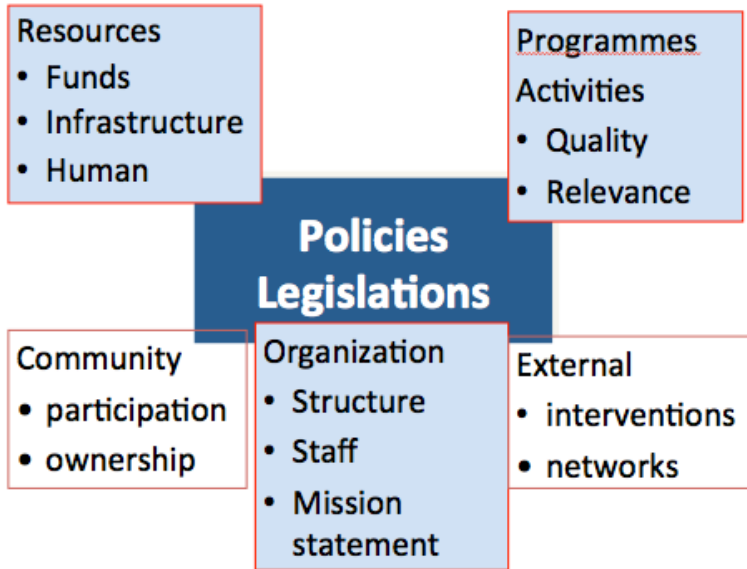 Resources
• Funds
• Infrastructure
• Human
Programmes
Activities
• Quality
• Relevance
Policies
Legislations
Community
• participation
• ownership
Organization
• Structure
• Staff
• Mission
statement
External
• interventions
• networks